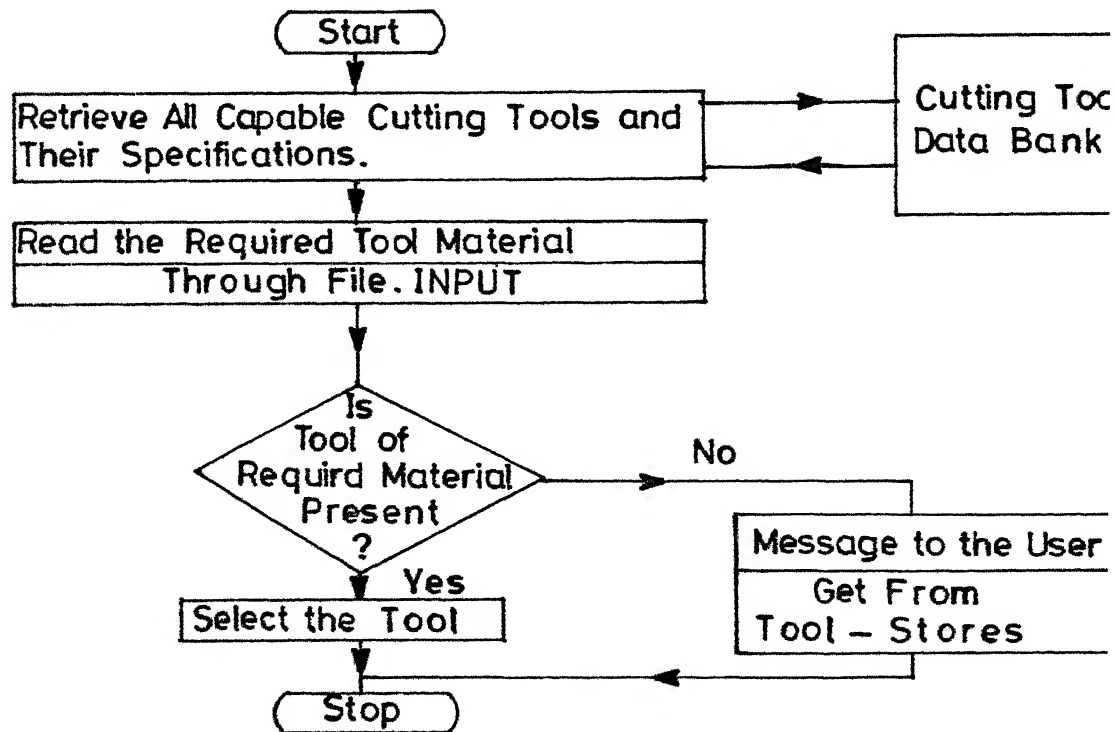 Start
Retrieve All Capable Cutting Tools and
Their Specifications.
Cutting
Data Bank
Read the Required Tool Material
Through File. INPUT
Is
Tool of
Requird Material
Present
?
No
Yes
Message to the User
Get From
Tool - Stores
Select the Tool
Stop